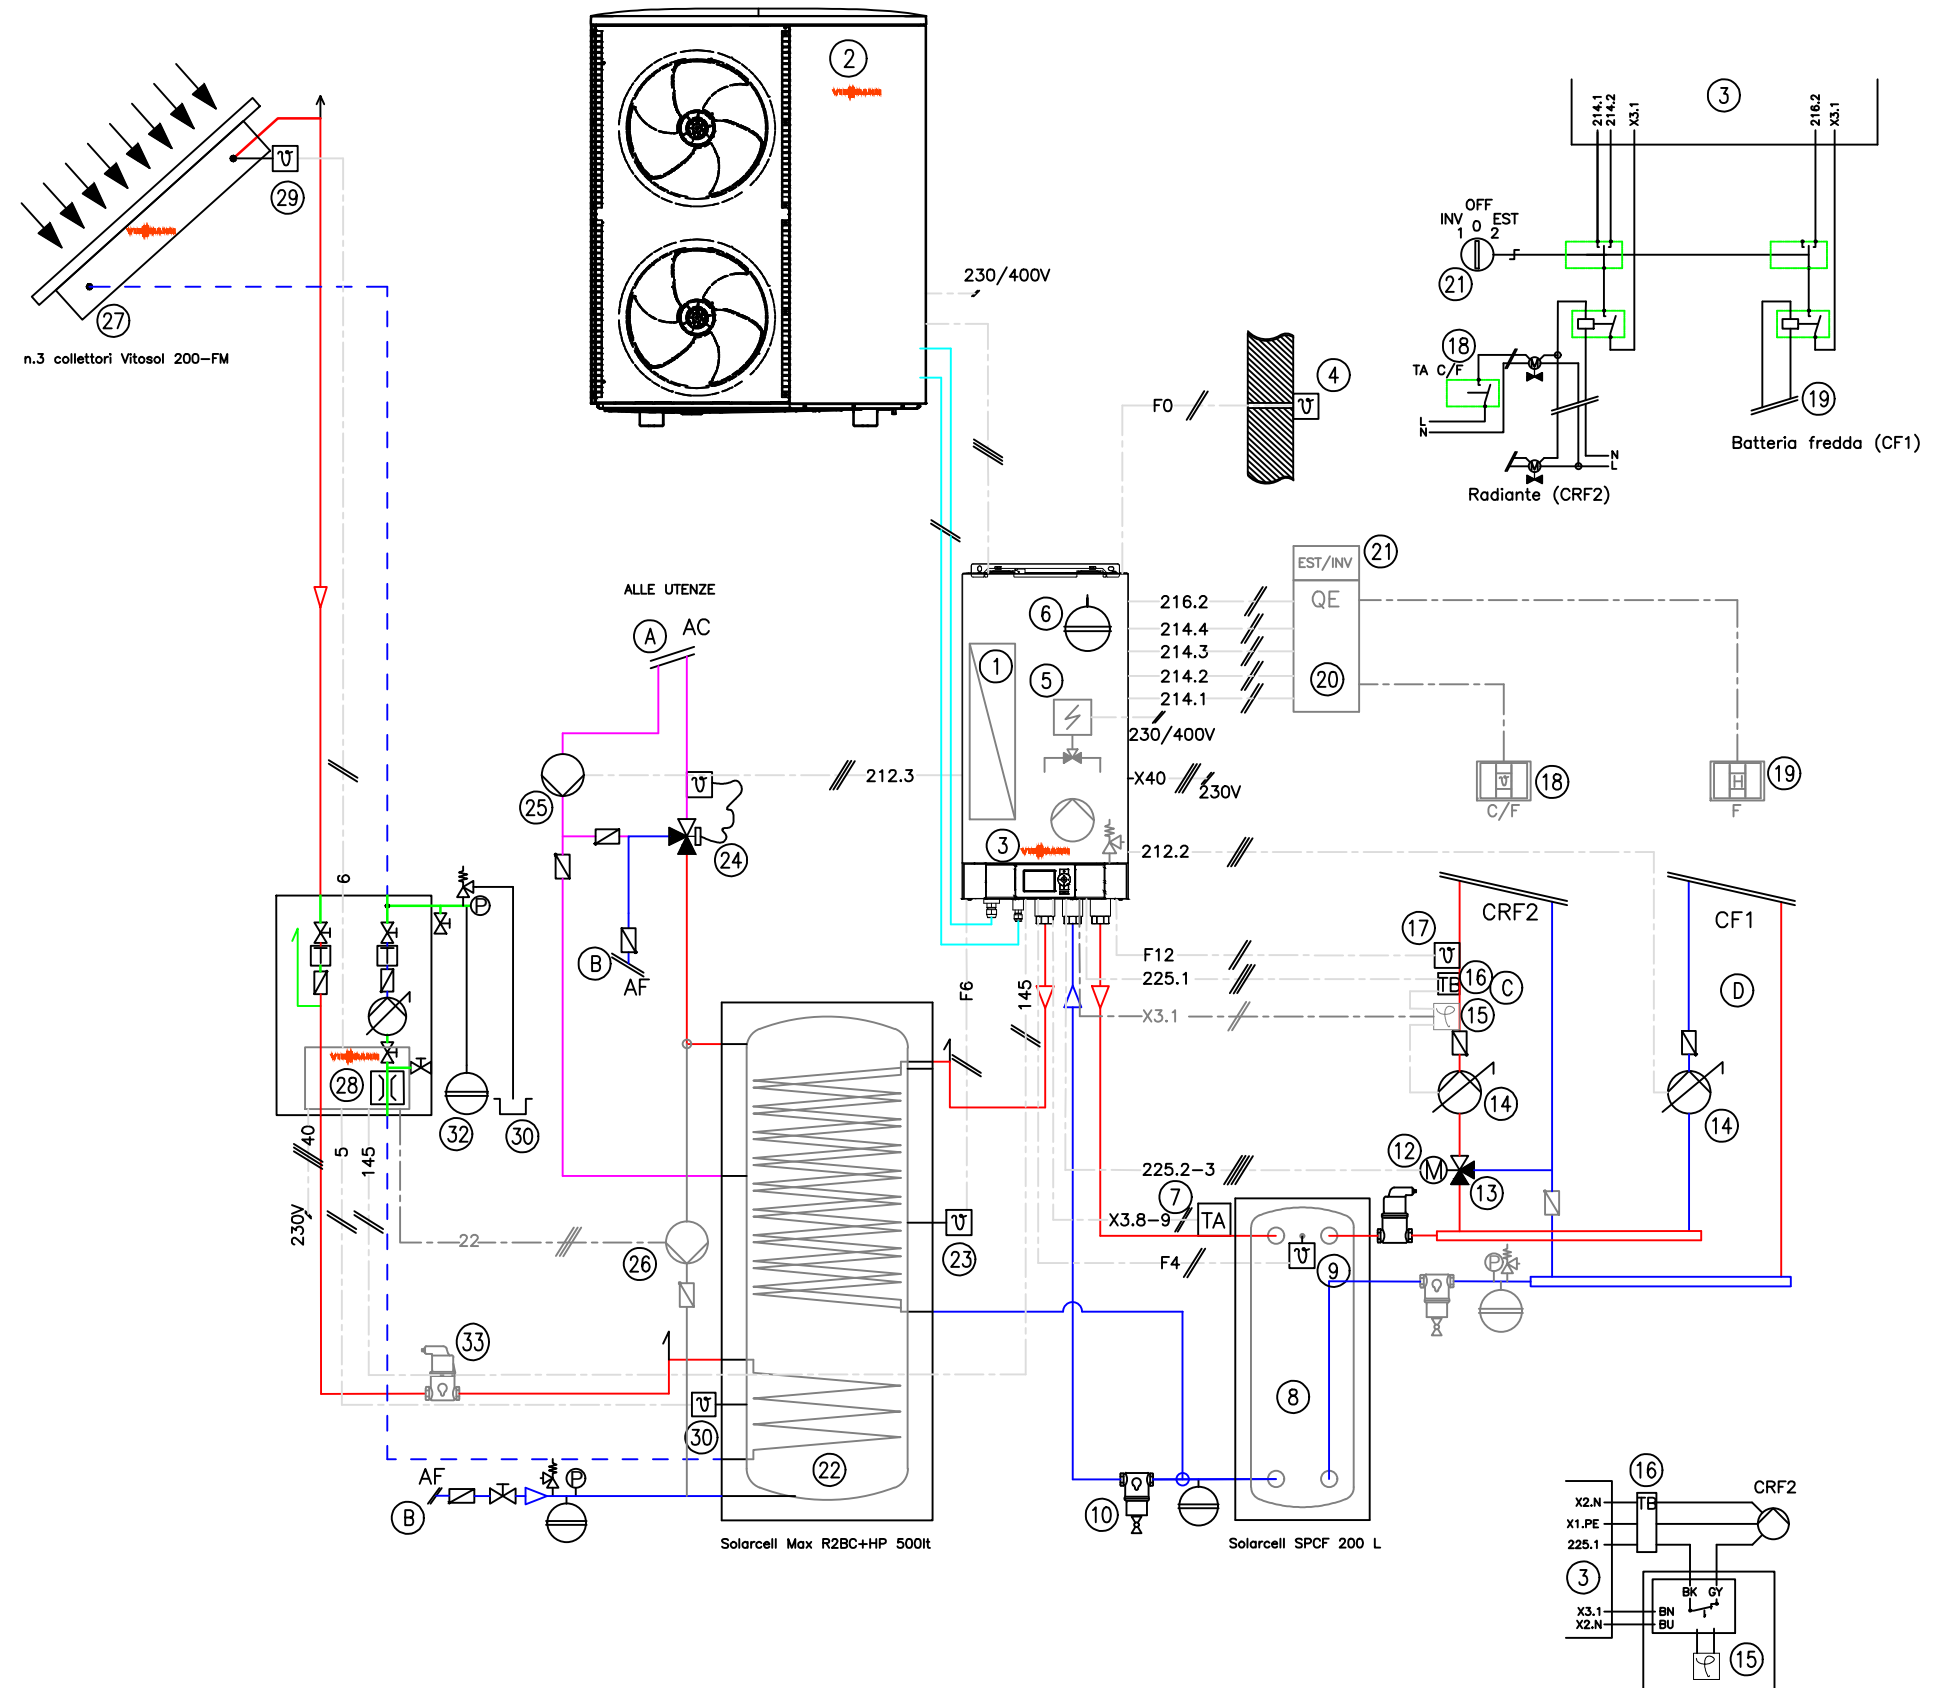 2
VIESMANN
29
VIESMANN
27
n.3 collettori Vitosol 200-FM
230/400V
F0
4
3
214.1
214.2
X3.1
216.2
X3.1
OFF
INV
EST
1 0 2
21
18
TA C/F
M
L
N
M
N
L
Radiante (CRF2)
19
Batteria fredda (CF1)
ALLE UTENZE
A
AC
25
24
212.3
B
AF
6
1
5
3
VIESMANN
216.2
214.4
214.3
214.2
214.1
230/400V
X40
230V
212.2
EST/INV
21
QE
20
18
C/F
H
19
F
6
P
VIESMANN
28
32
30
40
5
145
230V
22
26
33
30
22
23
F6
145
AF
B
P
Solarcell Max R2BC+HP 500lt
F12
225.1
X3.1
225.2-3
X3.8-9
F4
7
TA
8
9
10
Solarcell SPCF 200 L
CRF2
CF1
17
16
TB
C
15
14
D
14
12
M
13
P
16
CRF2
X2.N
TB
X1.PE
225.1
3
BK
GY
X3.1
BN
X2.N
BU
15